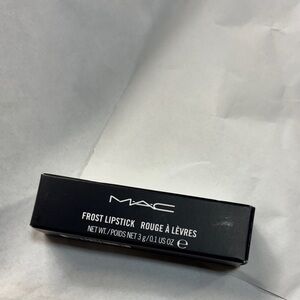 MAC
FROST LIPSTICK ROUGE À LÈVRES
NET WT./POIDS NET 3 g/0.1 US OZ ℮